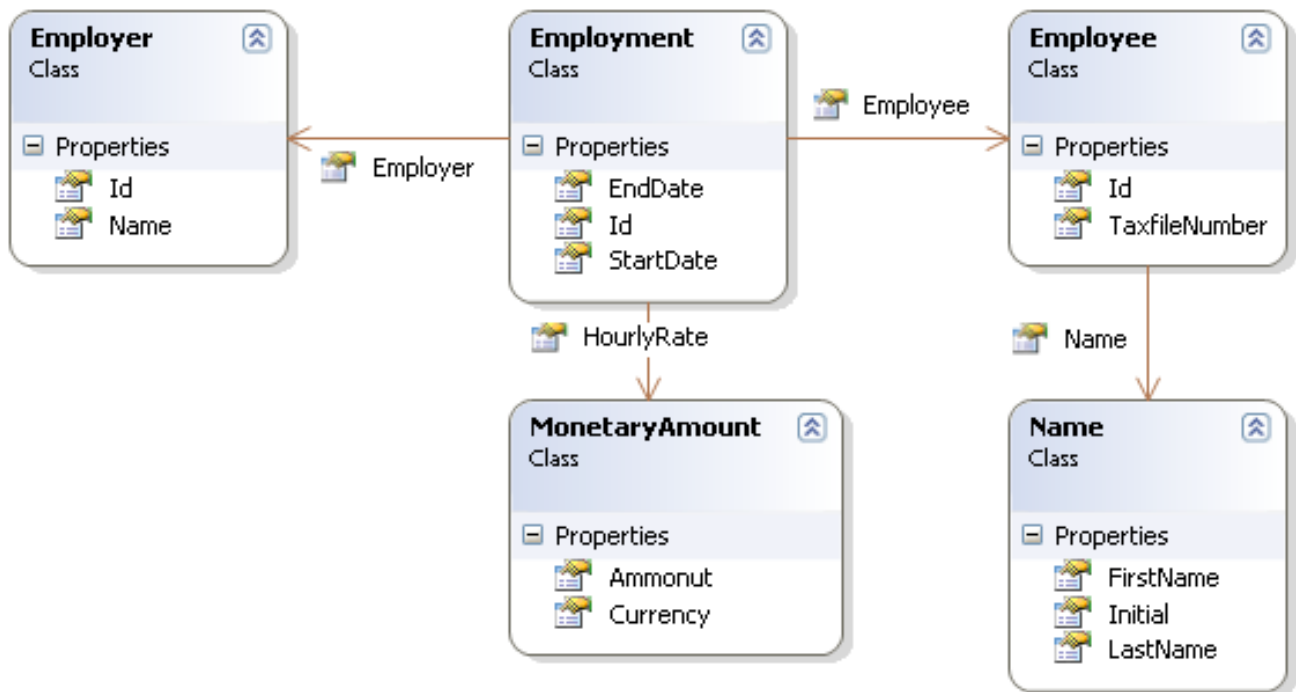 Employer
Class
Properties
Id
Name
Employer
Employment
Class
Properties
EndDate
Id
StartDate
Employee
Employee
Class
Properties
Id
TaxfileNumber
HourlyRate
Name
MonetaryAmount
Class
Properties
Ammonut
Currency
Name
Class
Properties
FirstName
Initial
LastName